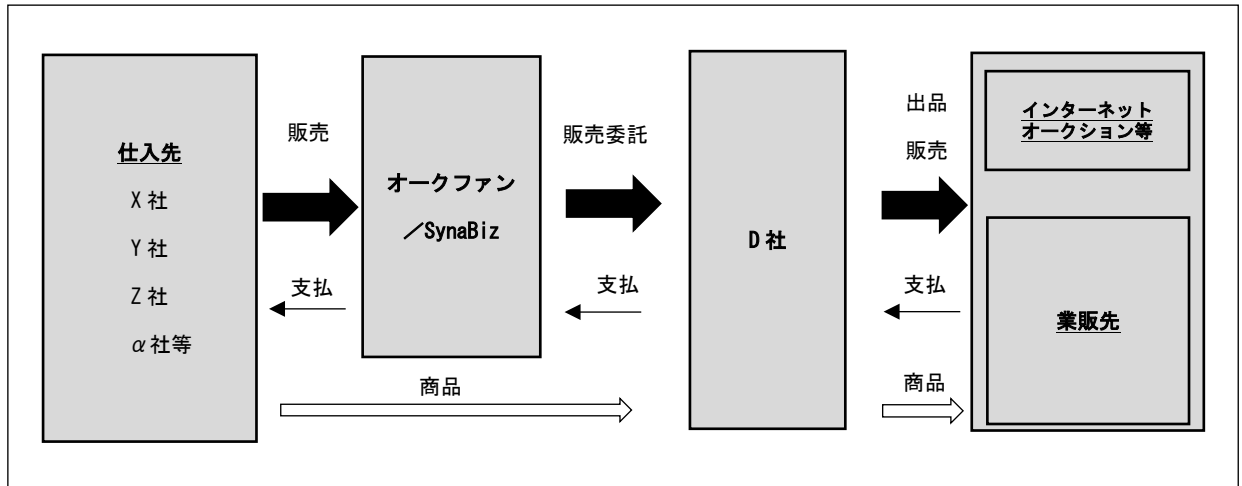 仕入先
X社
Y社
Z社
α社等
販売
支払
オークファン
／SynaBiz
販売委託
支払
商品
D社
出品
販売
支払
商品
インターネット
オークション等
業販先